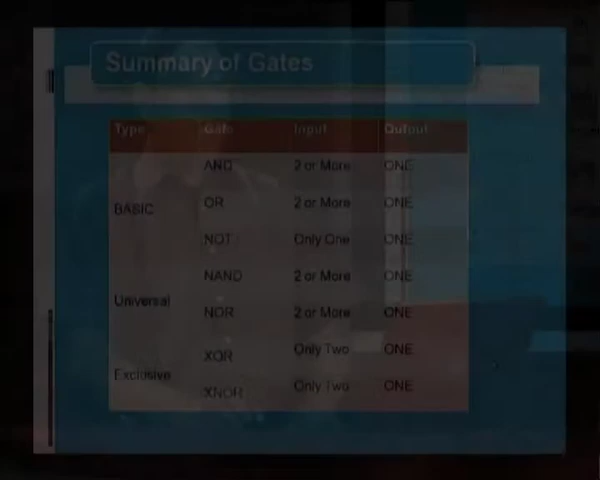 Summary of Gates
Type Gate Input Output
AND 2 or More ONE
BASIC
OR 2 or More ONE
NOT Only One ONE
NAND 2 or More ONE
Universal
NOR 2 or More ONE
XOR Only Two ONE
Exclusive
XNOR Only Two ONE